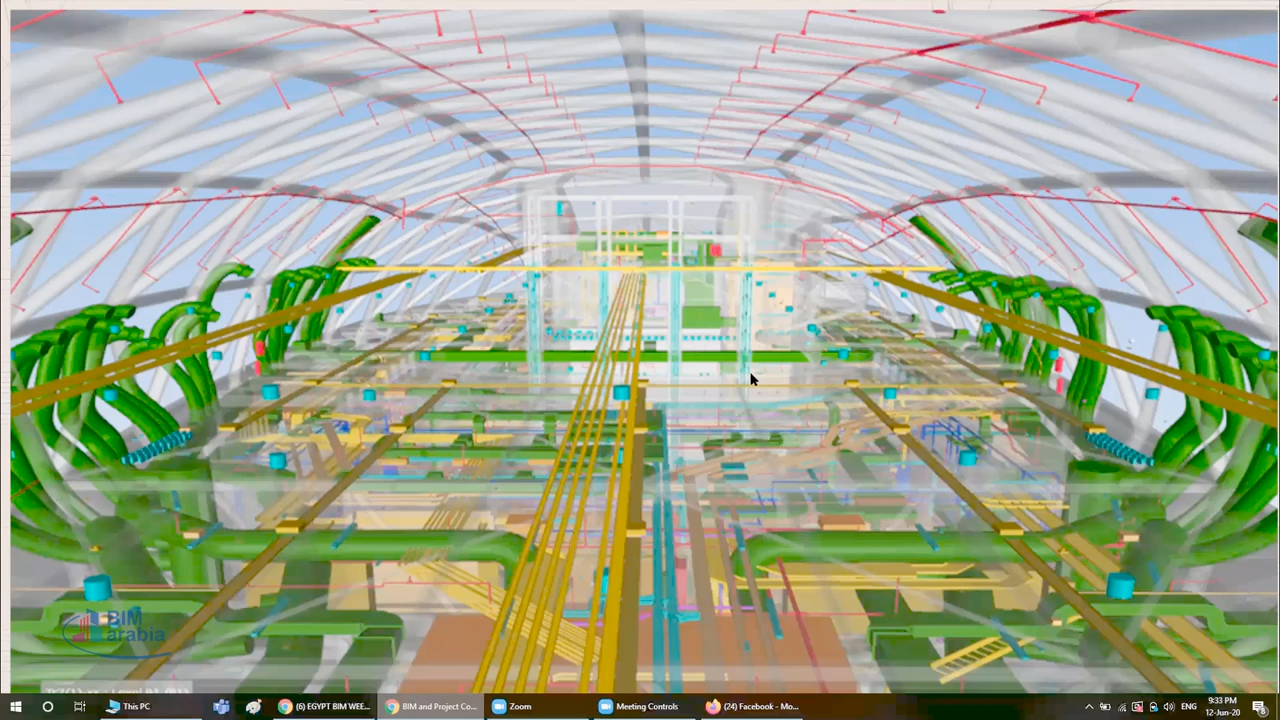 BIM
arabia
This PC
(6) EGYPT BIM WEE...
BIM and Project Co...
Zoom
Meeting Controls
(24) Facebook - Mo...
ENG
9:33 PM
12-Jun-20